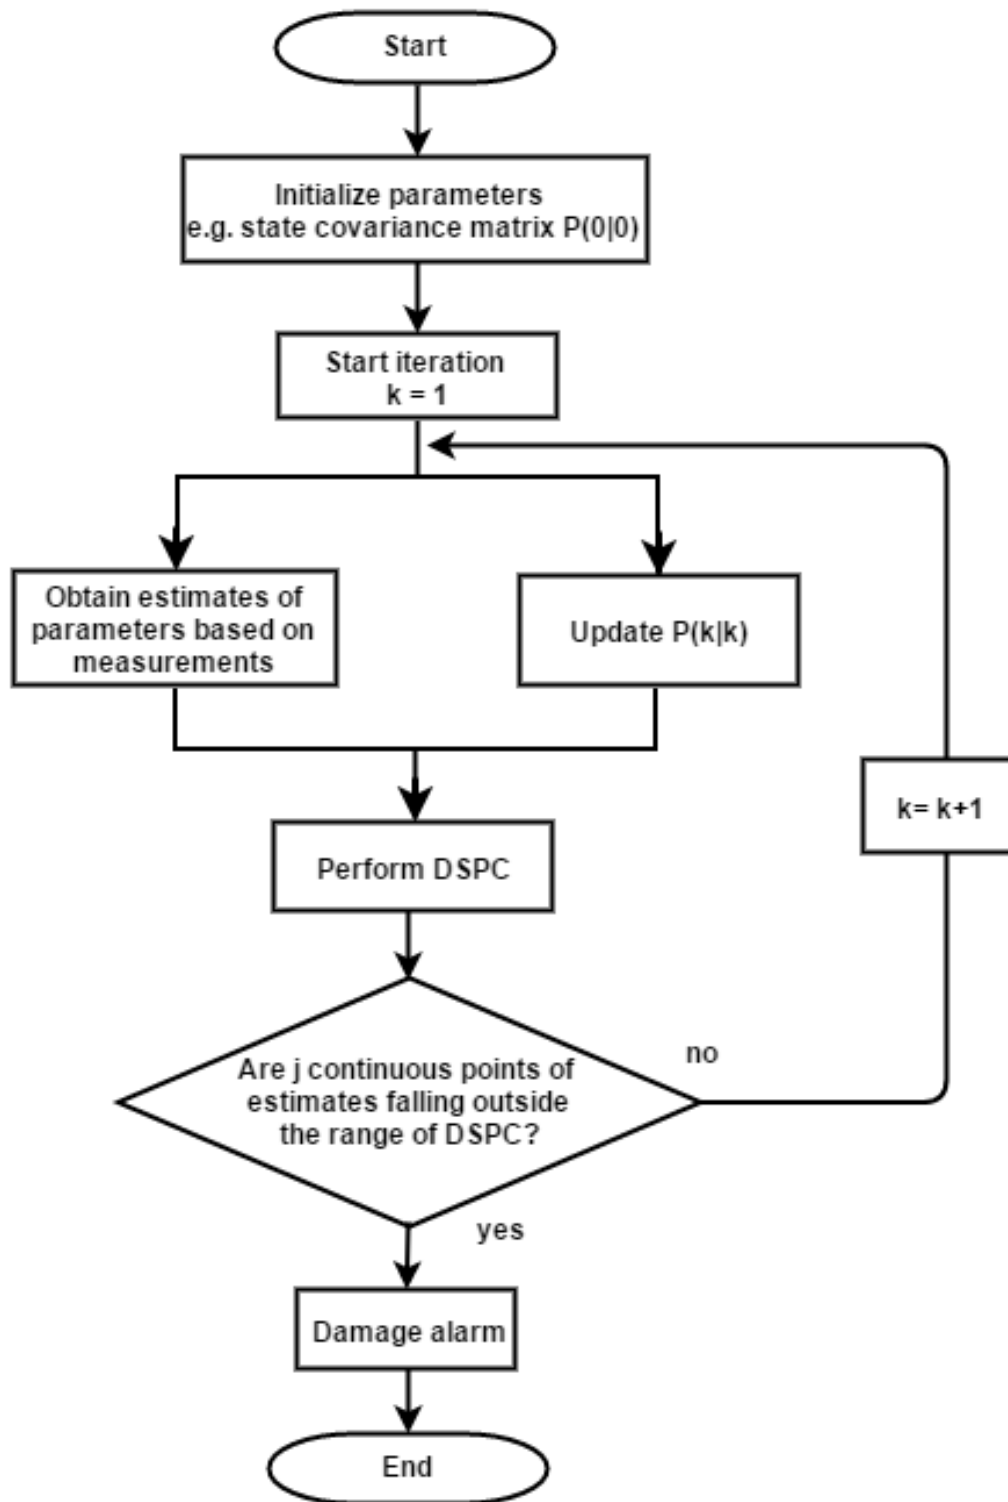 Start
Initialize parameters
e.g. state covariance matrix P(0|0)
Start iteration
k = 1
Obtain estimates of
parameters based on
measurements
Update P(k|k)
k= k+1
Perform DSPC
Are j continuous points of
estimates falling outside
the range of DSPC?
no
yes
Damage alarm
End